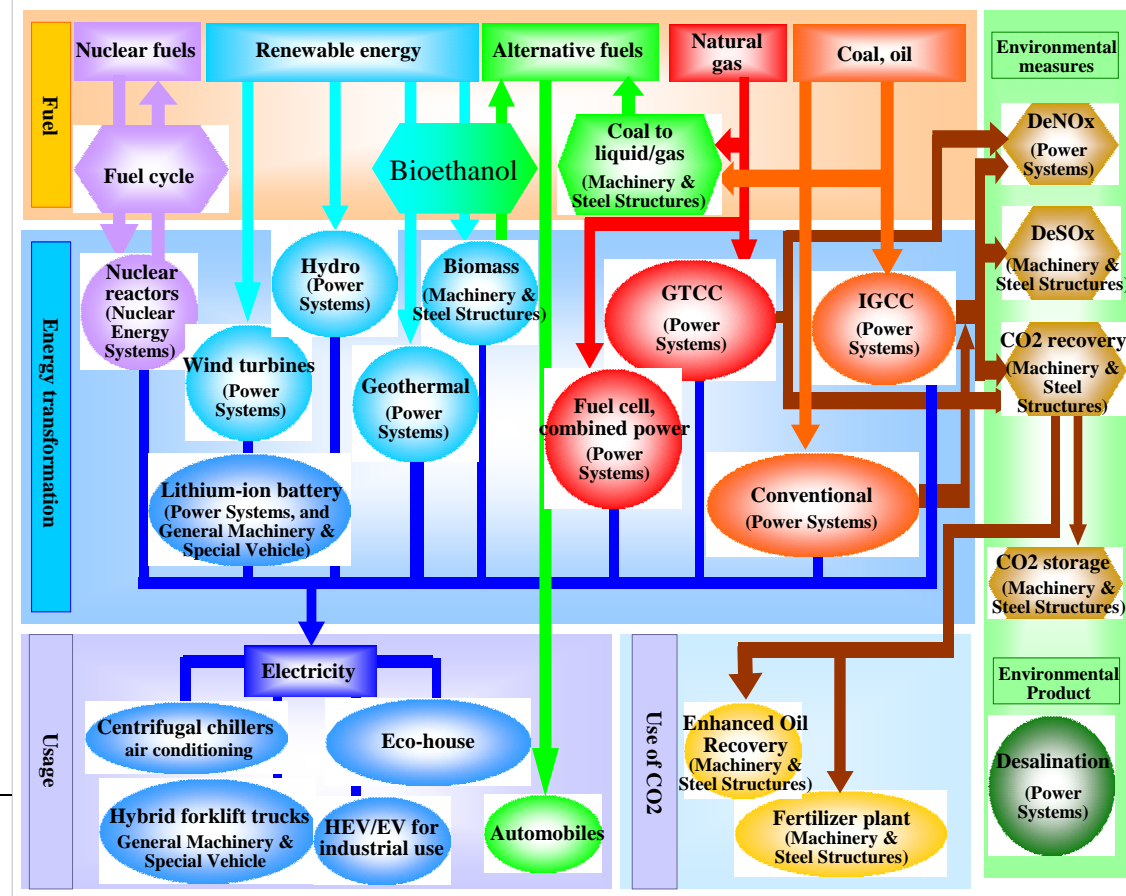 Nuclear fuels
Renewable energy
Alternative fuels
Natural
gas
Coal, oil
Environmental
measures
Fuel
Fuel cycle
Bioethanol
Coal to
liquid/gas
(Machinery &
Steel Structures)
DeNOx
(Power
Systems)
DeSOx
(Machinery &
Steel Structures)
Energy transformation
Nuclear
reactors
(Nuclear
Energy
Systems)
Hydro
(Power
Systems)
Biomass
(Machinery &
Steel Structures)
GTCC
(Power
Systems)
IGCC
(Power
Systems)
CO2 recovery
(Machinery &
Steel
Structures)
Wind turbines
(Power
Systems)
Geothermal
(Power
Systems)
Fuel cell,
combined power
(Power
Systems)
Lithium-ion battery
(Power Systems, and
General Machinery &
Special Vehicle)
Conventional
(Power Systems)
CO2 storage
(Machinery &
Steel Structures)
Usage
Electricity
Centrifugal chillers
air conditioning
Eco-house
Hybrid forklift trucks
General Machinery &
Special Vehicle
HEV/EV for
industrial use
Automobiles
Use of CO2
Enhanced Oil
Recovery
(Machinery &
Steel Structures)
Fertilizer plant
(Machinery &
Steel Structures)
Environmental
Product
Desalination
(Power
Systems)